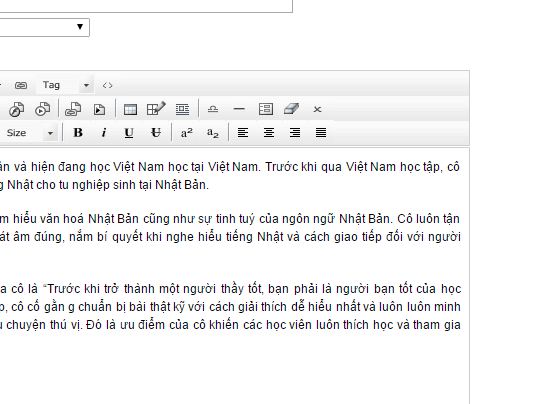 Tag
Size B i U U a² a₂
ản và hiện đang học Việt Nam học tại Việt Nam. Trước khi qua Việt Nam học tập, cô
g Nhật cho tu nghiệp sinh tại Nhật Bản.
m hiểu văn hoá Nhật Bản cũng như sự tinh tuý của ngôn ngữ Nhật Bản. Cô luôn tận
át âm đúng, nắm bí quyết khi nghe hiểu tiếng Nhật và cách giao tiếp đối với người
a cô là “Trước khi trở thành một người thầy tốt, bạn phải là người bạn tốt của học
p, cô cố gằn g chuẩn bị bài thật kỹ với cách giải thích dễ hiểu nhất và luôn luôn minh
u chuyện thú vị. Đó là ưu điểm của cô khiến các học viên luôn thích học và tham gia